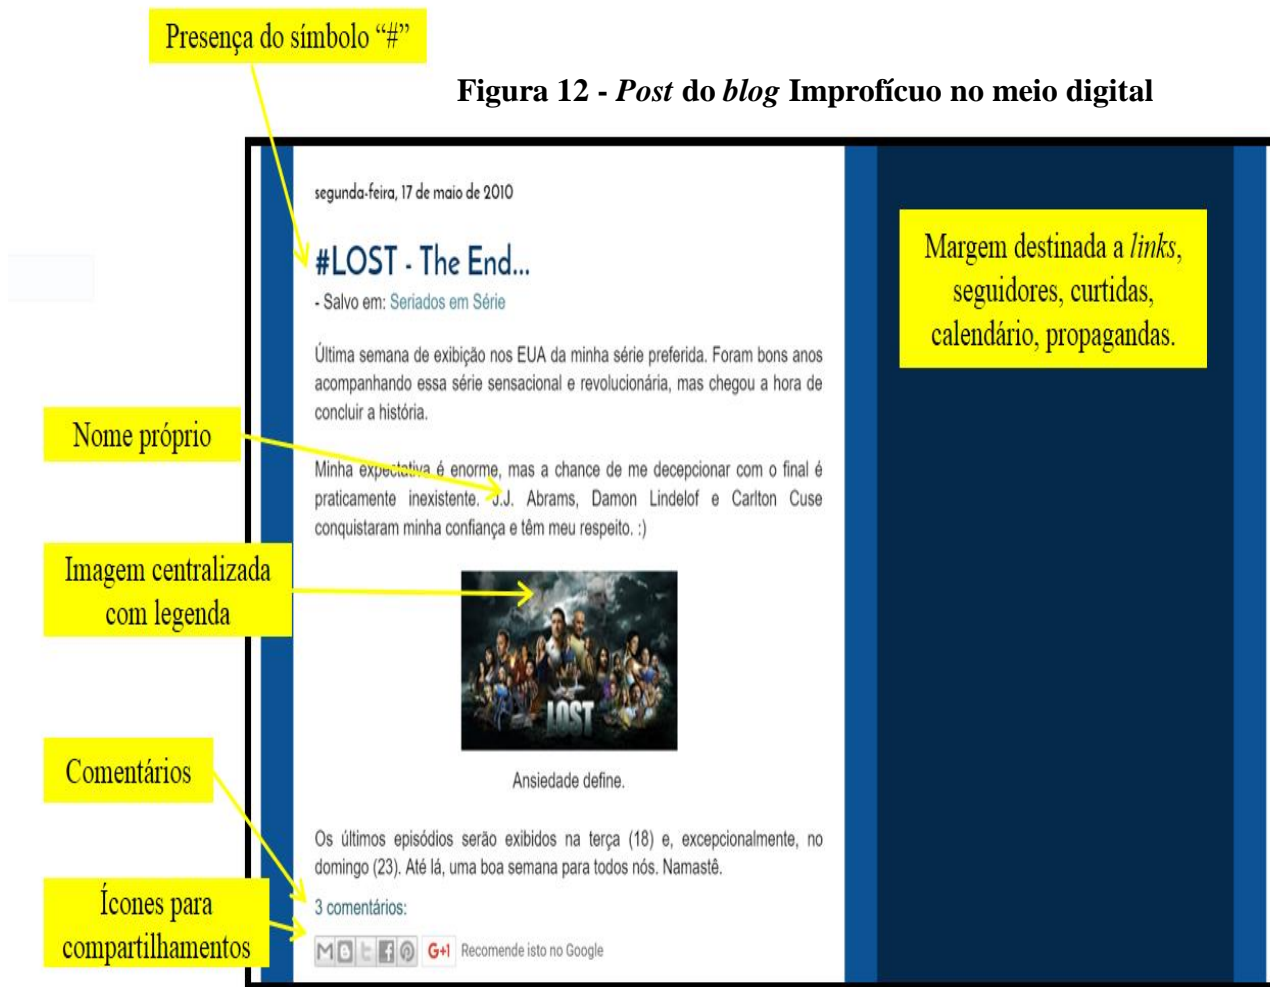 Presença do símbolo “#”
Figura 12 - Post do blog Improfícuo no meio digital
segunda-feira, 17 de maio de 2010
#LOST - The End...
- Salvo em: Seriados em Série
Última semana de exibição nos EUA da minha série preferida. Foram bons anos
acompanhando essa série sensacional e revolucionária, mas chegou a hora de
concluir a história.
Minha expectativa é enorme, mas a chance de me decepcionar com o final é
praticamente inexistente. J.J. Abrams, Damon Lindelof e Carlton Cuse
conquistaram minha confiança e têm meu respeito. :)
LOST
Ansiedade define.
Os últimos episódios serão exibidos na terça (18) e, excepcionalmente, no
domingo (23). Até lá, uma boa semana para todos nós. Namastê.
3 comentários:
G+1 Recomende isto no Google
Margem destinada a links,
seguidores, curtidas,
calendário, propagandas.
Nome próprio
Imagem centralizada
com legenda
Comentários
Ícones para
compartilhamentos